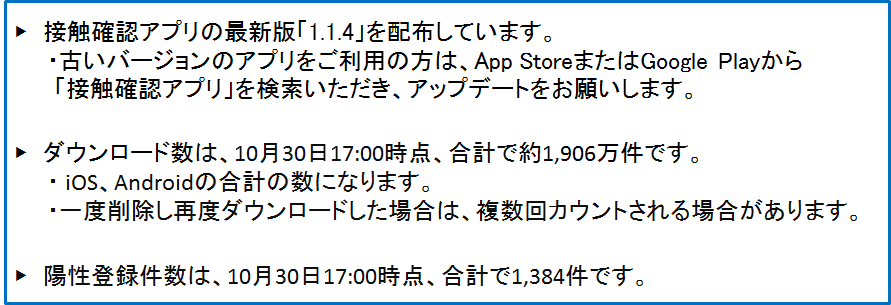 ▶ 接触確認アプリの最新版「1.1.4」を配布しています。
・古いバージョンのアプリをご利用の方は、App StoreまたはGoogle Playから
「接触確認アプリ」を検索いただき、アップデートをお願いします。
▶ ダウンロード数は、10月30日17:00時点、合計で約1,906万件です。
・ iOS、Androidの合計の数になります。
・一度削除し再度ダウンロードした場合は、複数回カウントされる場合があります。
▶ 陽性登録件数は、10月30日17:00時点、合計で1,384件です。